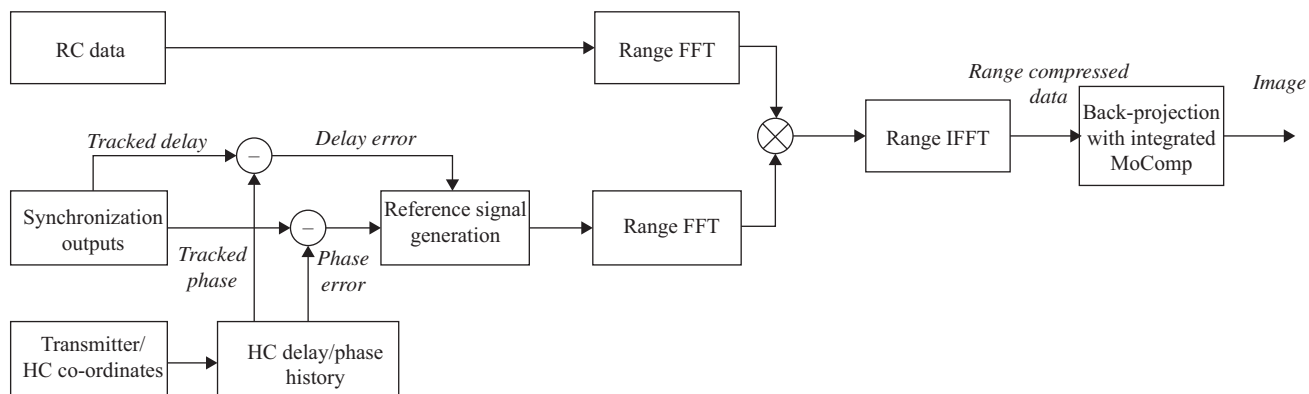 RC data
Range FFT
Range compressed
data
Image
Tracked delay
–
Delay error
Range IFFT
Back-projection
with integrated
MoComp
Synchronization
outputs
–
Reference signal
generation
Range FFT
Tracked
phase
Phase
error
Transmitter/
HC co-ordinates
HC delay/phase
history